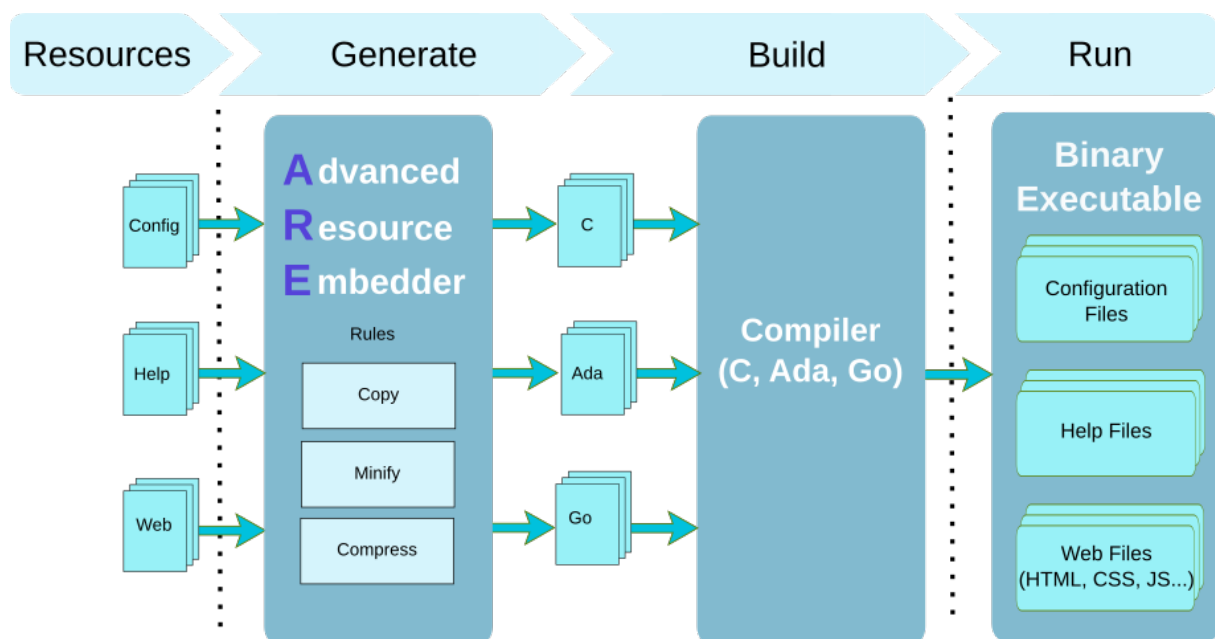 Resources
Generate
Build
Run
Config
Help
Web
Advanced
Resource
Embedder
Rules
Copy
Minify
Compress
C
Ada
Go
Compiler
(C, Ada, Go)
Binary
Executable
Configuration
Files
Help Files
Web Files
(HTML, CSS, JS...)